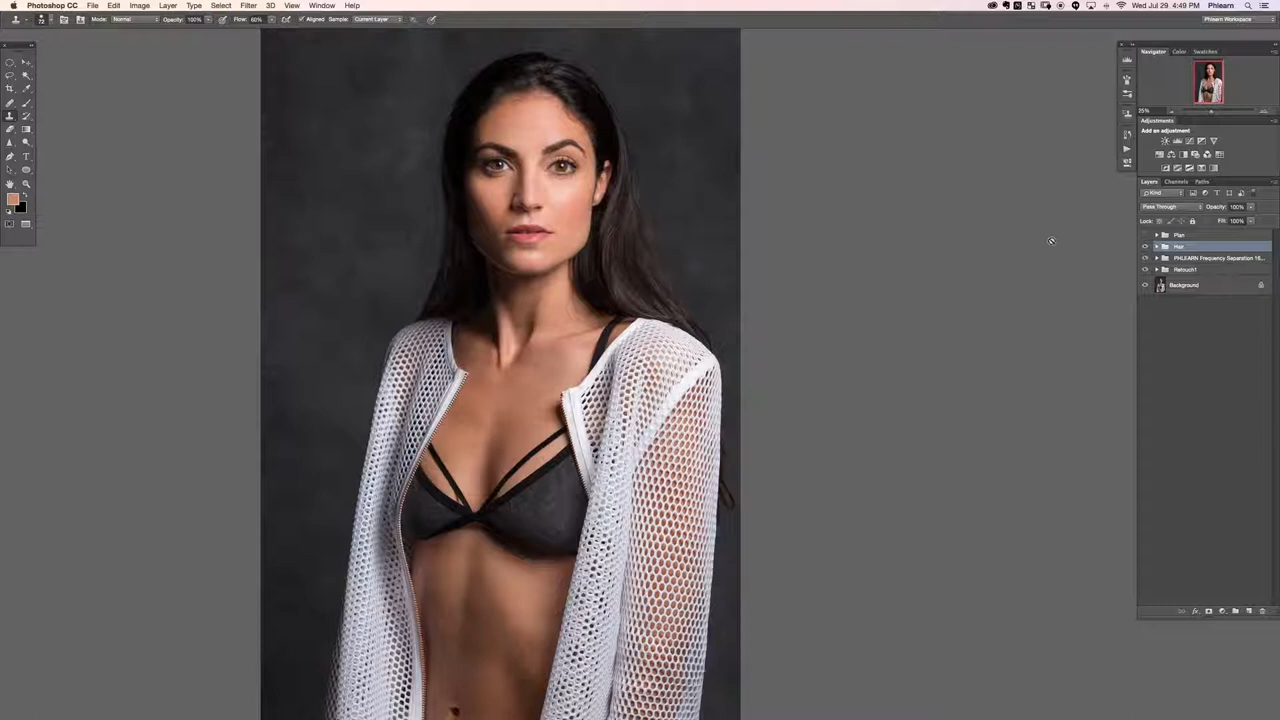 Photoshop CC File Edit Image Layer Type Select Filter 3D View Window Help
Wed Jul 29 4:49 PM Phlearn
Mode: Normal Opacity: 100% Flow: 60% Aligned Sample: Current Layer
Phlearn Workspace
Navigator Color Swatches
25%
Adjustments
Add an adjustment
Layers Channels Paths
Kind
Pass Through Opacity: 100%
Lock: Fill: 100%
Plan
Hair
PHLEARN Frequency Separation 16...
Retouch1
Background